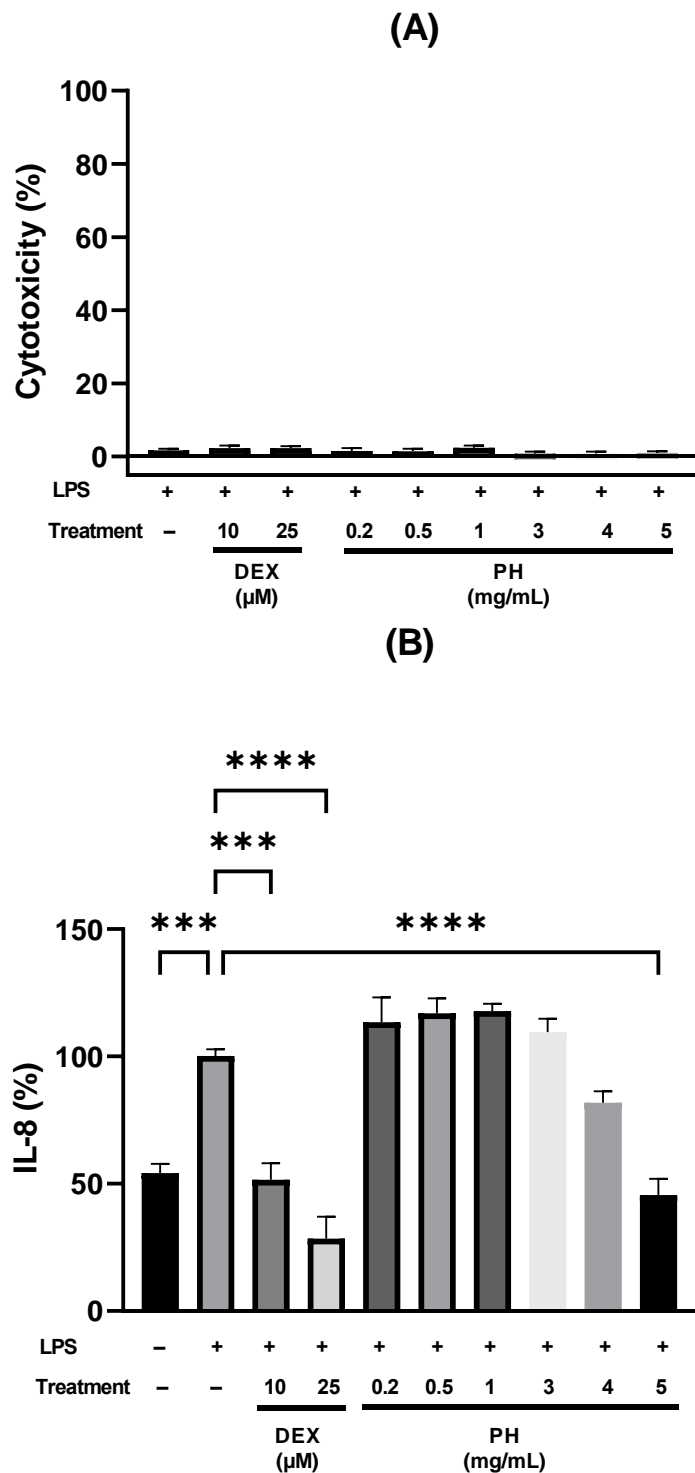 (A)
100
80
60
40
20
0
Cytotoxicity (%)
LPS + + + + + + + + +
Treatment – 10 25 0.2 0.5 1 3 4 5
DEX PH
(µM) (mg/mL)
(B)
****
***
*** ****
150
100
50
0
IL-8 (%)
LPS – + + + + + + + + +
Treatment – – 10 25 0.2 0.5 1 3 4 5
DEX PH
(µM) (mg/mL)